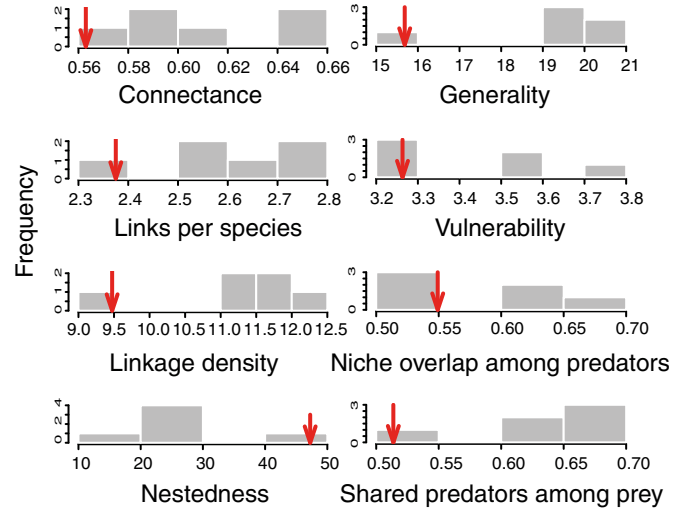 0 1 2
0.56 0.58 0.60 0.62 0.64 0.66
Connectance
0 3
15 16 17 18 19 20 21
Generality
Frequency
0 1 2
2.3 2.4 2.5 2.6 2.7 2.8
Links per species
0 3
3.2 3.3 3.4 3.5 3.6 3.7 3.8
Vulnerability
0 1 2
9.0 9.5 10.0 10.5 11.0 11.5 12.0 12.5
Linkage density
0 3
0.50 0.55 0.60 0.65 0.70
Niche overlap among predators
0 2 4
10 20 30 40 50
Nestedness
0 3
0.50 0.55 0.60 0.65 0.70
Shared predators among prey